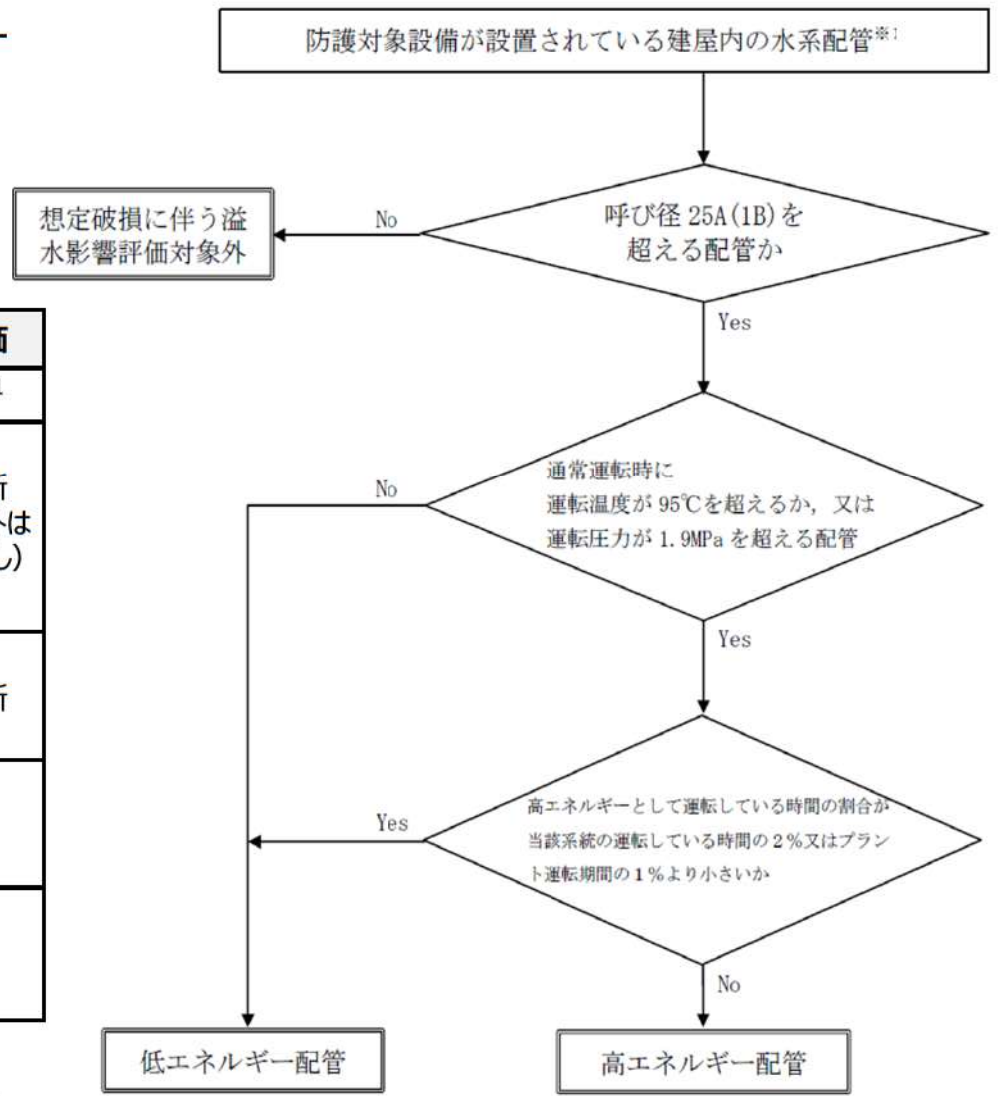 防護対象設備が設置されている建屋内の水系配管※1
呼び径 25A(1B)を
超える配管か
No
想定破損に伴う溢
水影響評価対象外
Yes
通常運転時に
運転温度が 95℃を超えるか, 又は
運転圧力が 1.9MPa を超える配管
No
Yes
高エネルギーとして運転している時間の割合が
当該系統の運転している時間の2%又はプラン
ト運転期間の1%より小さいか
Yes
No
低エネルギー配管
高エネルギー配管
は
し)